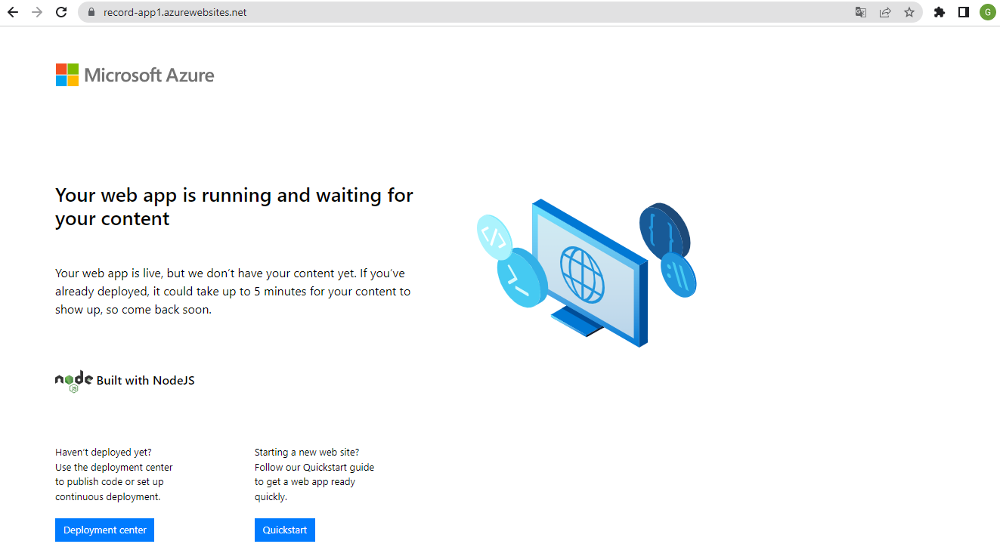 record-app1.azurewebsites.net
G
Microsoft Azure
Your web app is running and waiting for
your content
Your web app is live, but we don’t have your content yet. If you’ve
already deployed, it could take up to 5 minutes for your content to
show up, so come back soon.
node
JS
Built with NodeJS
Haven’t deployed yet?
Use the deployment center
to publish code or set up
continuous deployment.
Deployment center
Starting a new web site?
Follow our Quickstart guide
to get a web app ready
quickly.
Quickstart